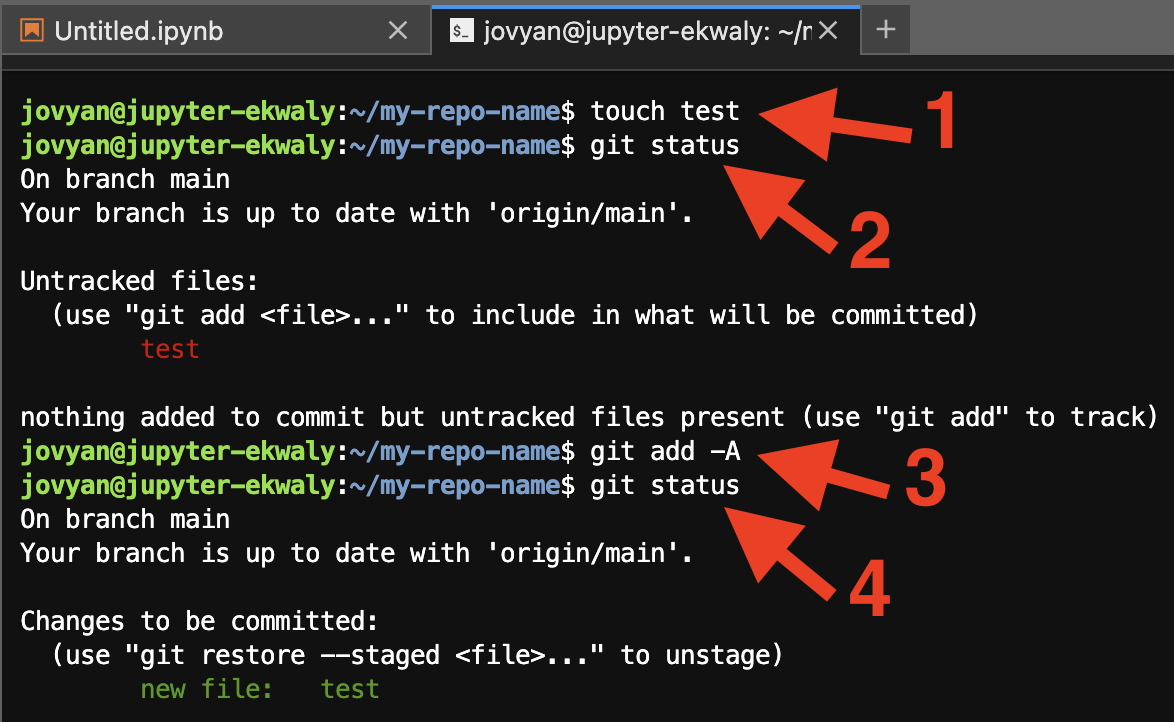 Untitled.ipynb
jovyan@jupyter-ekwaly: ~/
jovyan@jupyter-ekwaly:~/my-repo-name$ touch test
1
jovyan@jupyter-ekwaly:~/my-repo-name$ git status
On branch main
Your branch is up to date with 'origin/main'.
2
Untracked files:
(use "git add <file>..." to include in what will be committed)
test
nothing added to commit but untracked files present (use "git add" to track)
jovyan@jupyter-ekwaly:~/my-repo-name$ git add -A
3
jovyan@jupyter-ekwaly:~/my-repo-name$ git status
On branch main
Your branch is up to date with 'origin/main'.
4
Changes to be committed:
(use "git restore --staged <file>..." to unstage)
new file: test